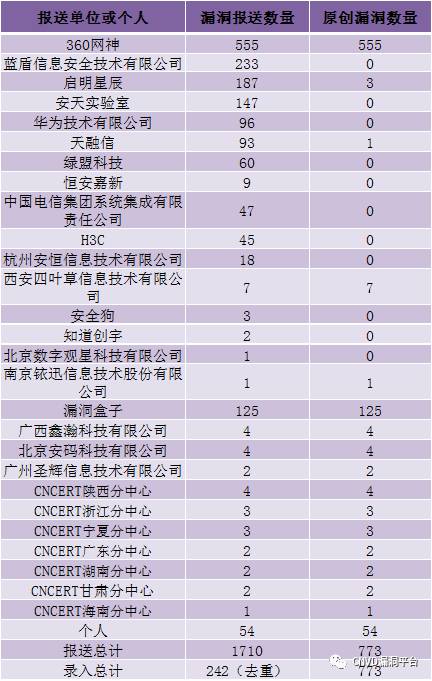 报送单位或个人 漏洞报送数量 原创漏洞数量
360网神 555 555
蓝盾信息安全技术有限公司 233 0
启明星辰 187 3
安天实验室 147 0
华为技术有限公司 96 0
天融信 93 1
绿盟科技 60 0
恒安嘉新 9 0
中国电信集团系统集成有限
责任公司 47 0
H3C 45 0
杭州安恒信息技术有限公司 18 0
西安四叶草信息技术有限公
司 7 7
安全狗 3 0
知道创宇 2 0
北京数字观星科技有限公司 1 0
南京铱迅信息技术股份有限
公司 1 1
漏洞盒子 125 125
广西鑫瀚科技有限公司 4 4
北京安码科技有限公司 4 4
广州圣辉信息技术有限公司 2 2
CNCERT陕西分中心 4 4
CNCERT浙江分中心 3 3
CNCERT宁夏分中心 3 3
CNCERT广东分中心 2 2
CNCERT湖南分中心 2 2
CNCERT甘肃分中心 2 2
CNCERT海南分中心 1 1
个人 54 54
报送总计 1710 773
录入总计 242（去重） 773
CNVD漏洞平台